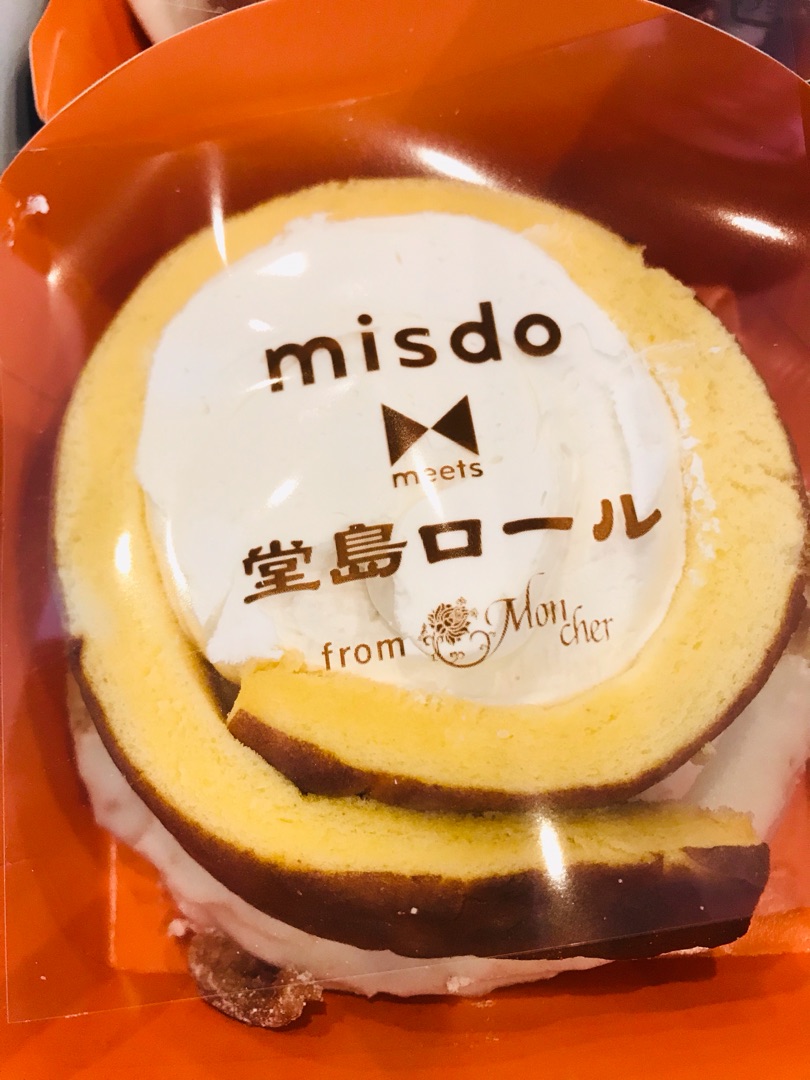 misdo
meets
堂島ロール
from Mon cher